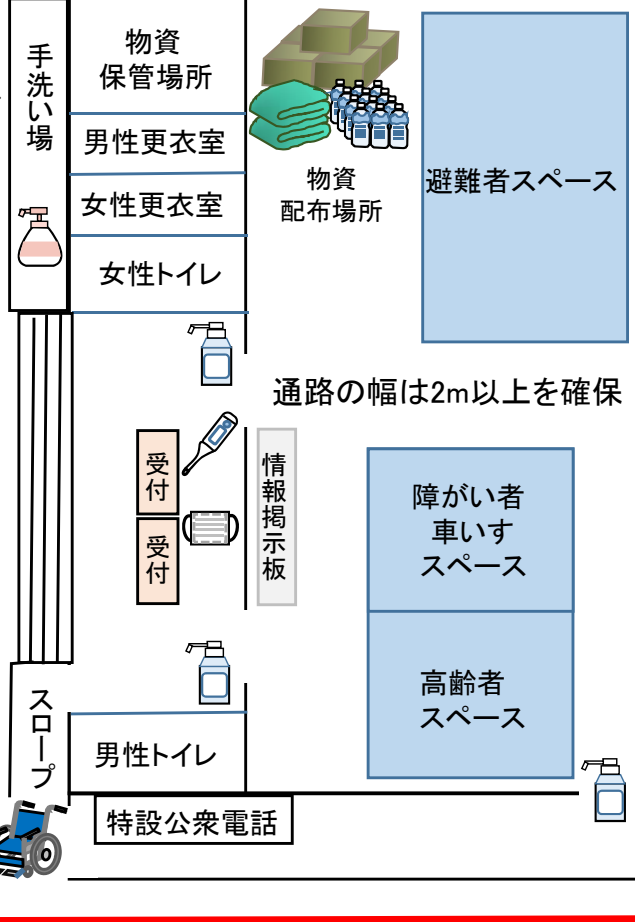 手洗い場
物資
保管場所
男性更衣室
女性更衣室
女性トイレ
物資
配布場所
避難者スペース
通路の幅は2m以上を確保
受付
受付
情報掲示板
障がい者
車いす
スペース
高齢者
スペース
スロープ
男性トイレ
特設公衆電話